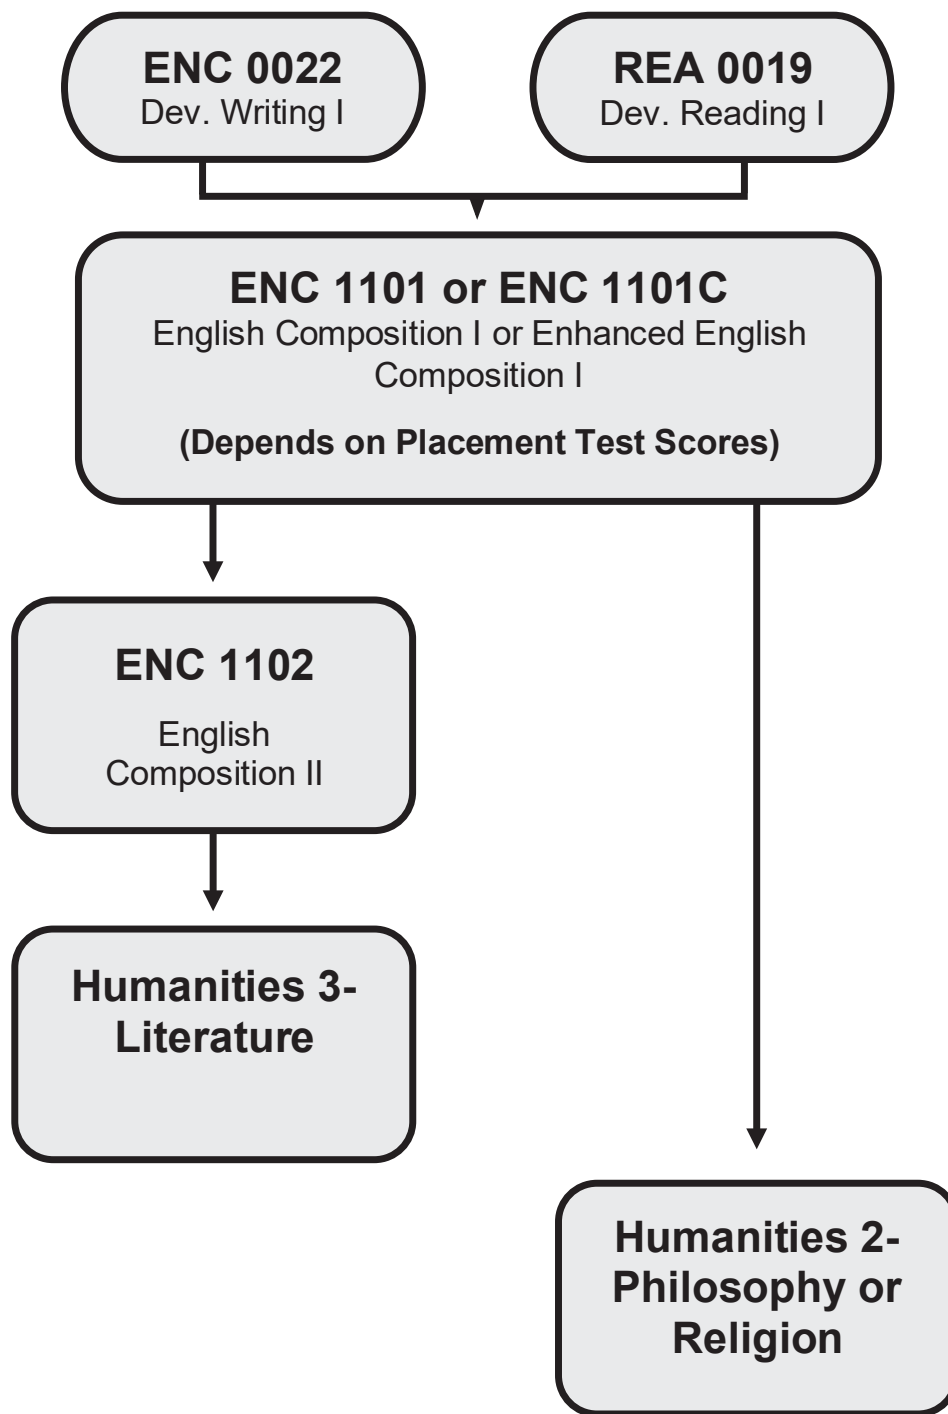 ENC 0022
Dev. Writing I
REA 0019
Dev. Reading I
ENC 1101 or ENC 1101C
English Composition I or Enhanced English
Composition I
(Depends on Placement Test Scores)
ENC 1102
English
Composition II
Humanities 3-
Literature
Humanities 2-
Philosophy or
Religion